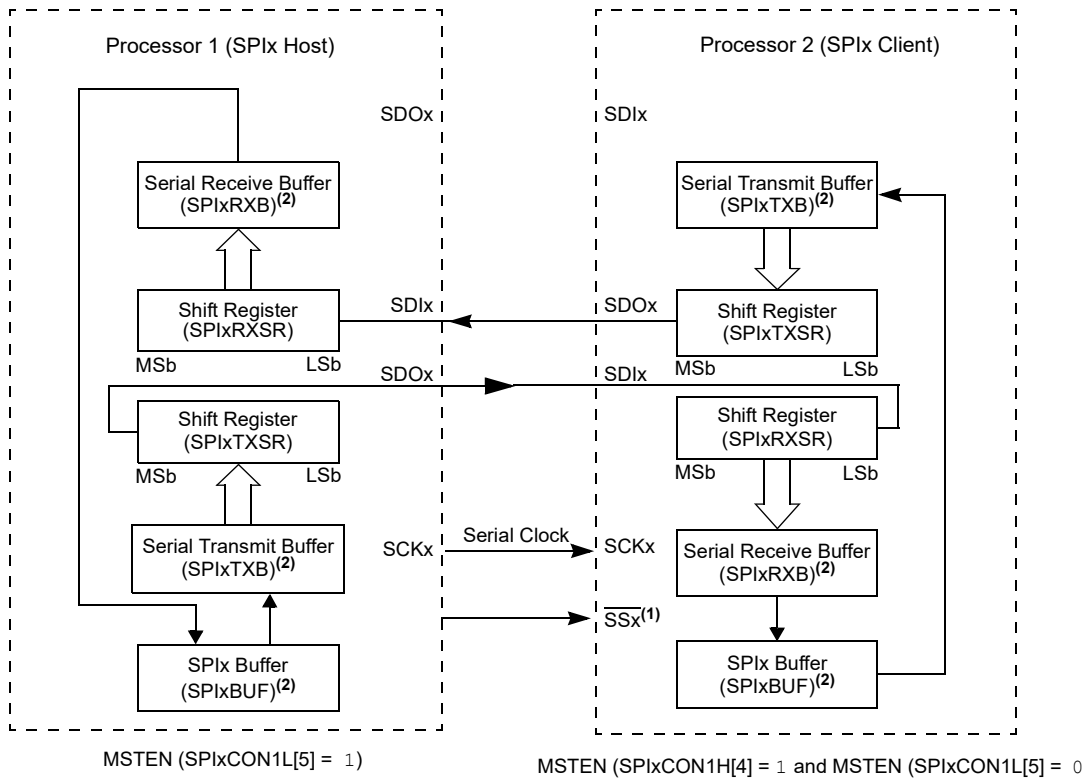 Processor 1 (SPIx Host)
SDOx
Serial Receive Buffer
(SPIxRXB)(2)
Shift Register
(SPIxRXSR)
MSb
LSb
SDIx
SDOx
Shift Register
(SPIxTXSR)
MSb
LSb
Serial Transmit Buffer
(SPIxTXB)(2)
SCKx
Serial Clock
SPIx Buffer
(SPIxBUF)(2)
MSTEN (SPIxCON1L[5] = 1)
Processor 2 (SPIx Client)
SDIx
Serial Transmit Buffer
(SPIxTXB)(2)
SDOx
Shift Register
(SPIxTXSR)
MSb
LSb
SDIx
Shift Register
(SPIxRXSR)
MSb
LSb
SCKx
Serial Receive Buffer
(SPIxRXB)(2)
SSx(1)
SPIx Buffer
(SPIxBUF)(2)
MSTEN (SPIxCON1H[4] = 1 and MSTEN (SPIxCON1L[5] = 0